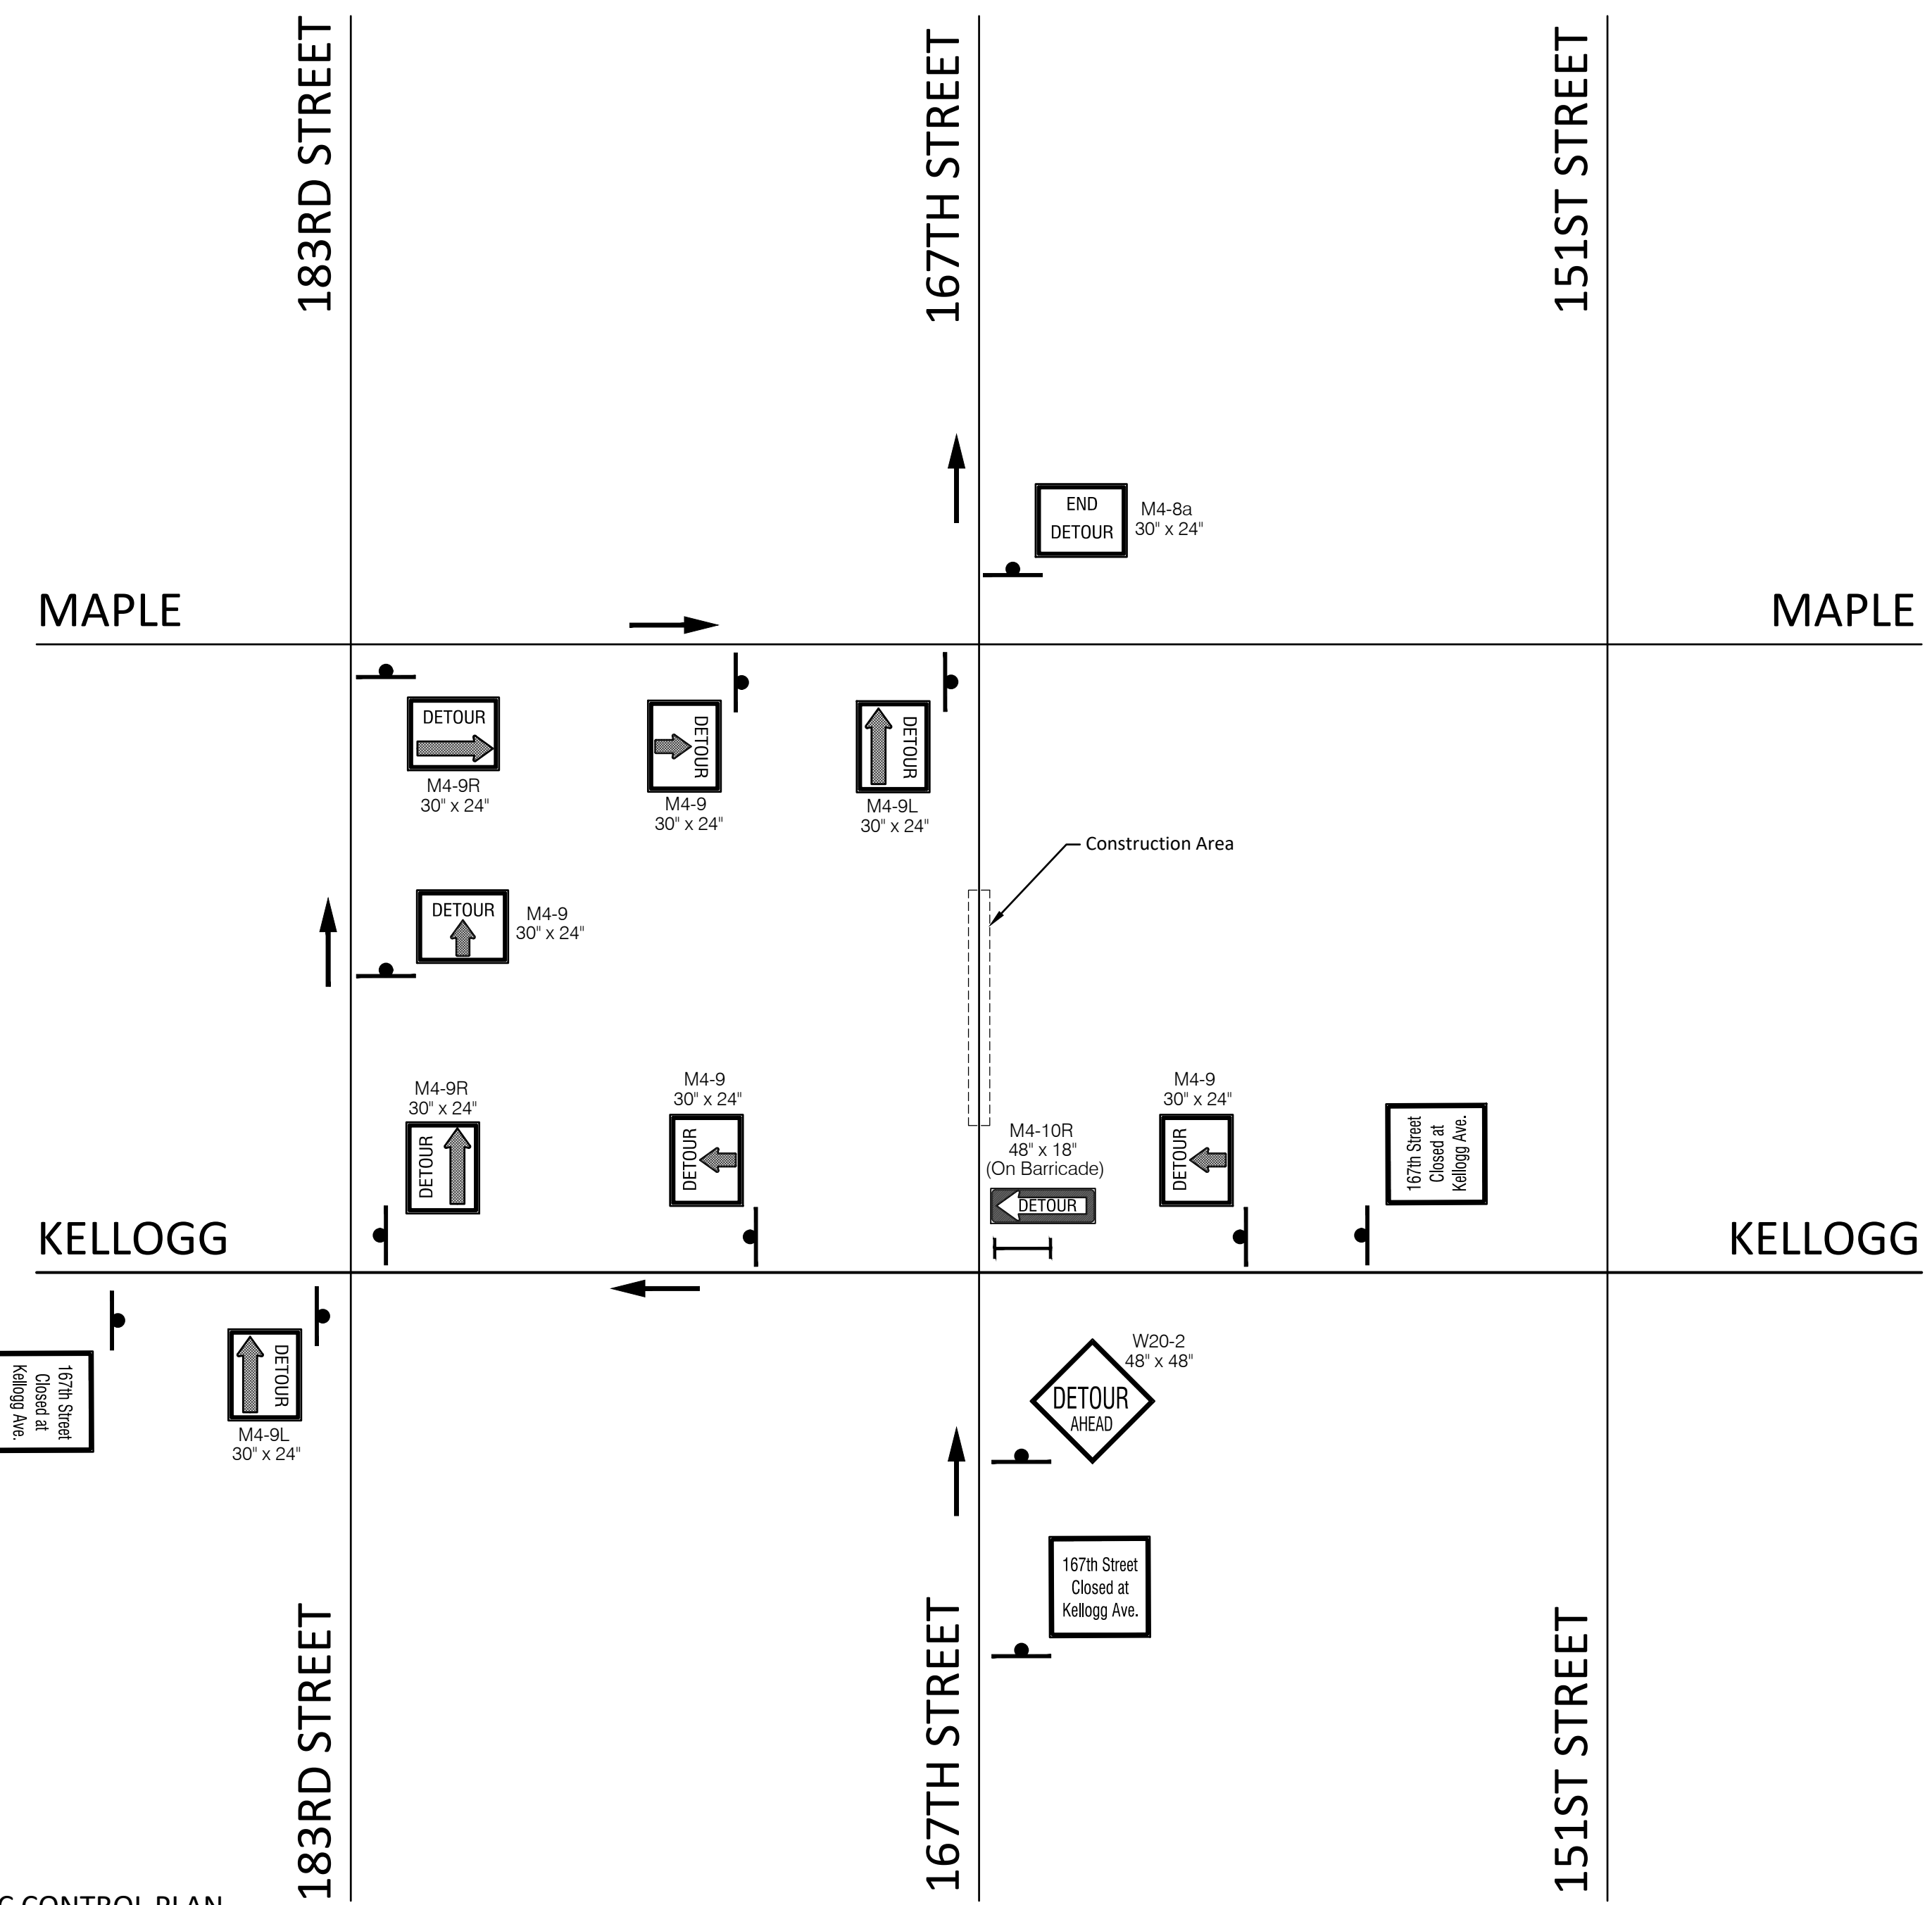 183RD STREET
167TH STREET
151ST STREET
END
DETOUR
M4-8a
30" x 24"
MAPLE
MAPLE
DETOUR
M4-9R
30" x 24"
DETOUR
M4-9
30" x 24"
DETOUR
M4-9L
30" x 24"
Construction Area
DETOUR
M4-9
30" x 24"
M4-9R
30" x 24"
DETOUR
M4-9
30" x 24"
DETOUR
M4-10R
48" x 18"
(On Barricade)
DETOUR
M4-9
30" x 24"
DETOUR
167th Street
Closed at
Kellogg Ave.
KELLOGG
KELLOGG
167th Street
Closed at
Kellogg Ave.
DETOUR
M4-9L
30" x 24"
W20-2
48" x 48"
DETOUR
AHEAD
167th Street
Closed at
Kellogg Ave.
183RD STREET
167TH STREET
151ST STREET
C CONTROL PLAN